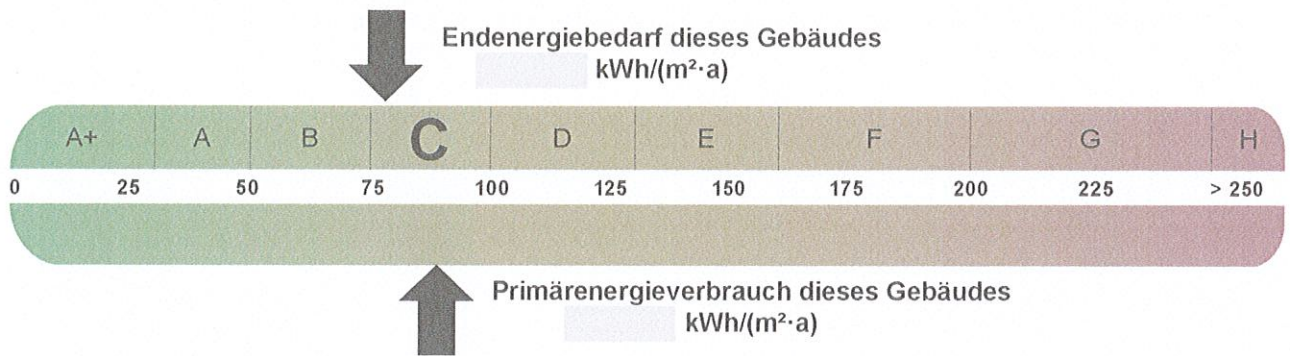 Endenergiebedarf dieses Gebäudes
kWh/(m²·a)
A+ A B C D E F G H
0 25 50 75 100 125 150 175 200 225 > 250
Primärenergieverbrauch dieses Gebäudes
kWh/(m²·a)